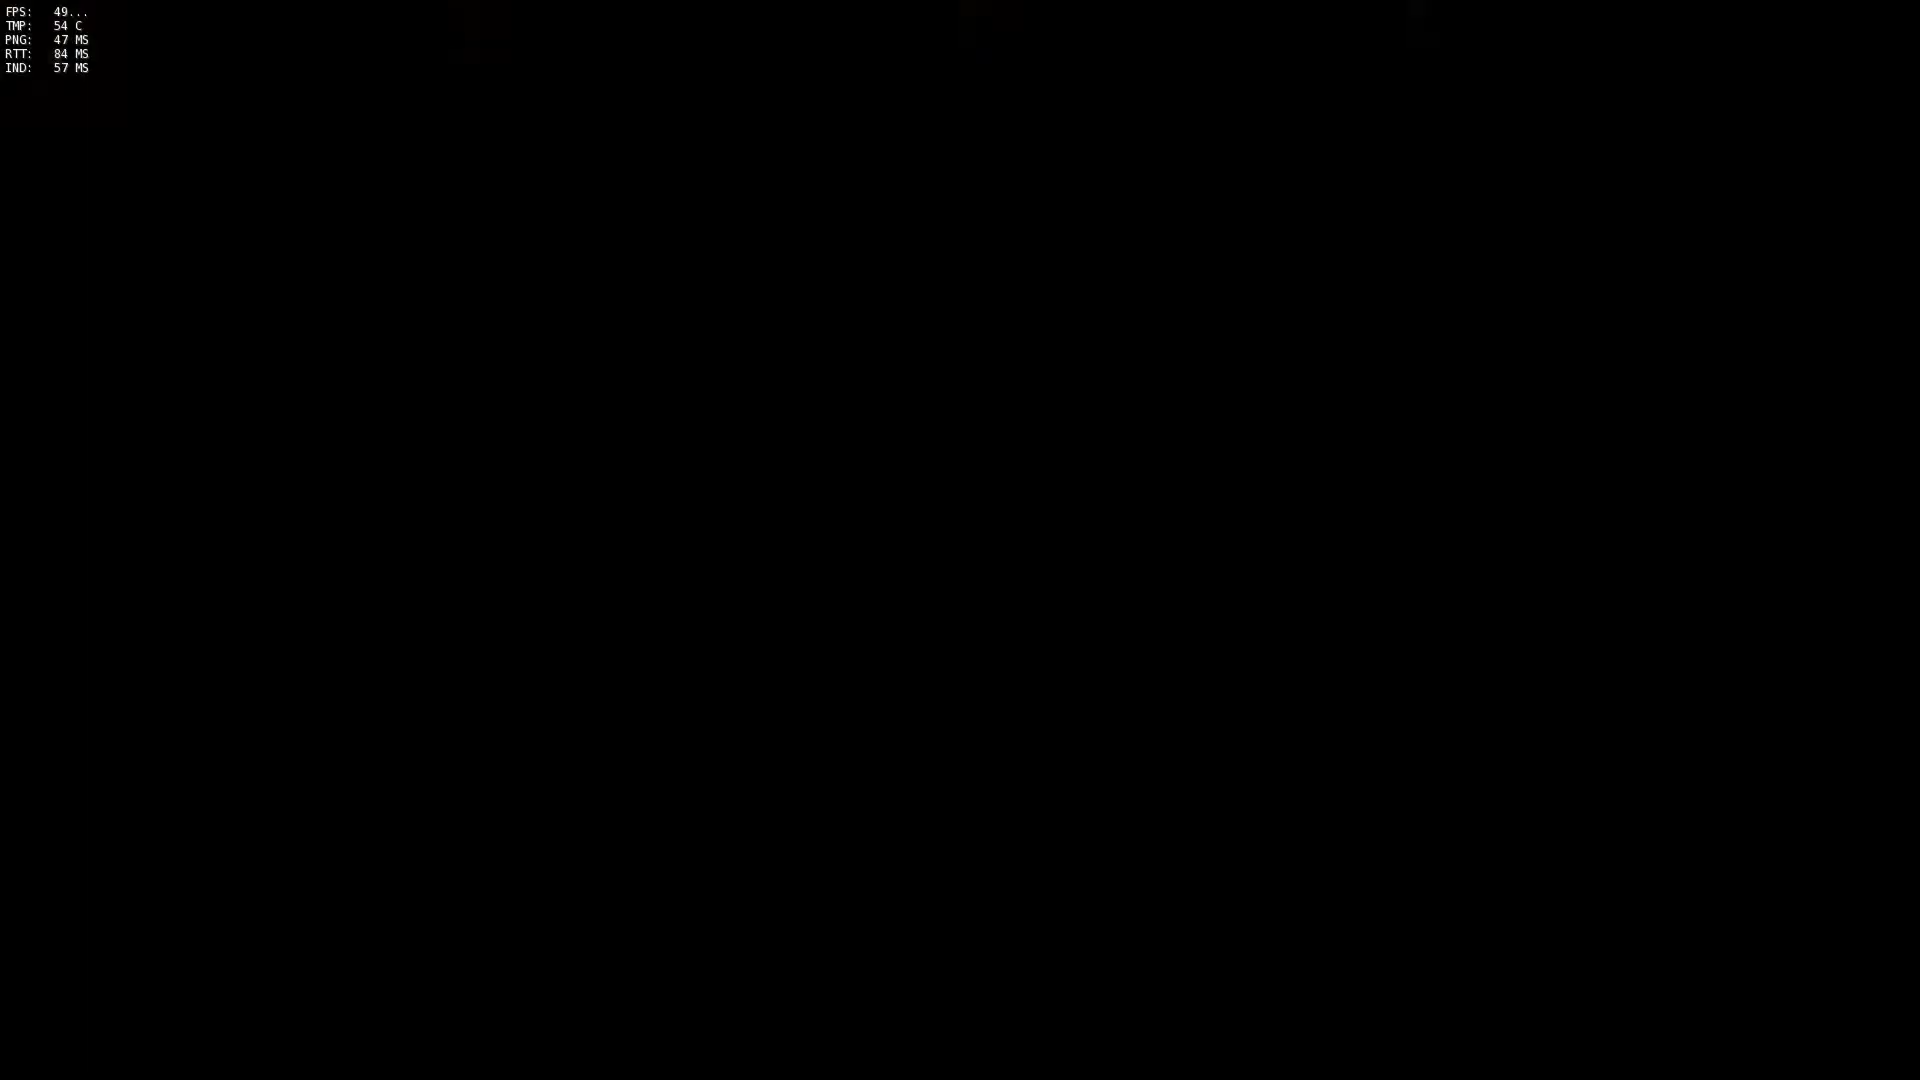 FPS: 49...
TMP: 54 C
PNG: 47 MS
RTT: 84 MS
IND: 57 MS